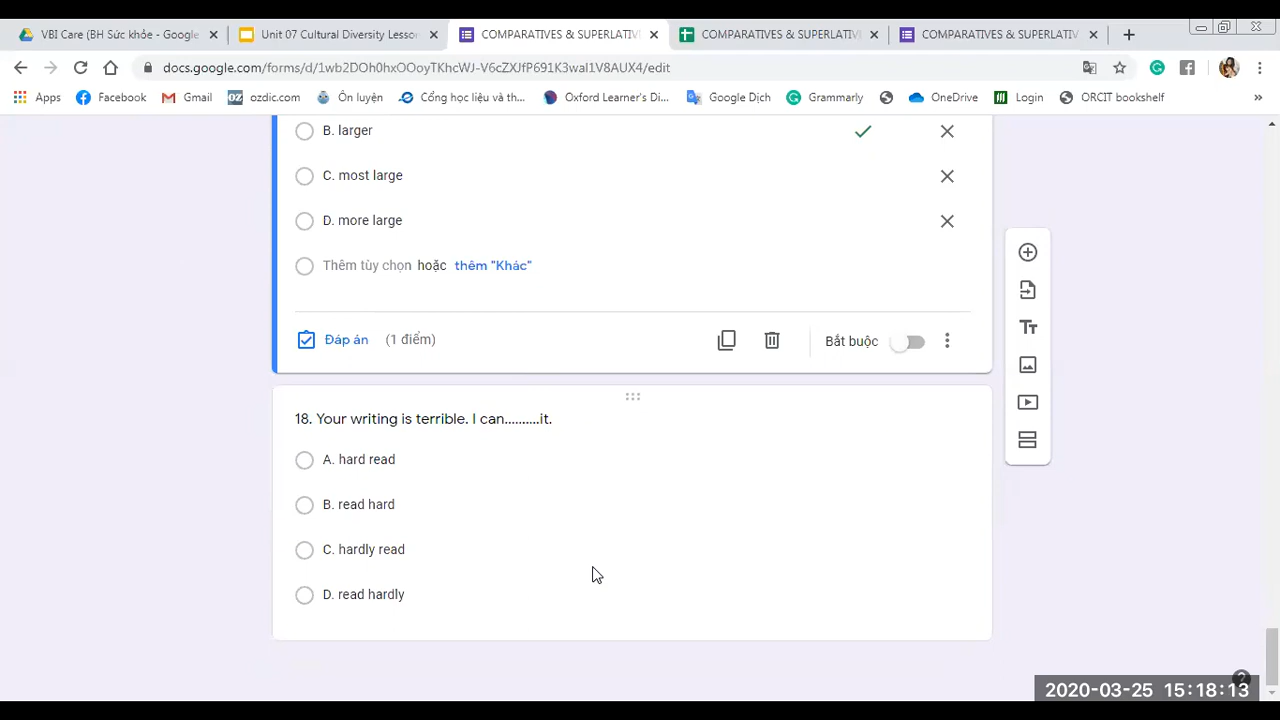 VBI Care (BH Sức khỏe - Google
Unit 07 Cultural Diversity Lesso
COMPARATIVES & SUPERLATIVI
COMPARATIVES & SUPERLATIVI
COMPARATIVES & SUPERLATIV
docs.google.com/forms/d/1wb2DOh0hxOOoyTKhcWJ-V6cZXJfP691K3waI1V8AUX4/edit
Apps
Facebook
Gmail
ozdic.com
Ôn luyện
Cổng học liệu và th...
Oxford Learner's Di...
Google Dịch
Grammarly
OneDrive
Login
ORCIT bookshelf
B. larger
C. most large
D. more large
Thêm tùy chọn hoặc thêm "Khác"
Đáp án (1 điểm)
Bắt buộc
18. Your writing is terrible. I can..........it.
A. hard read
B. read hard
C. hardly read
D. read hardly
2020-03-25 15:18:13